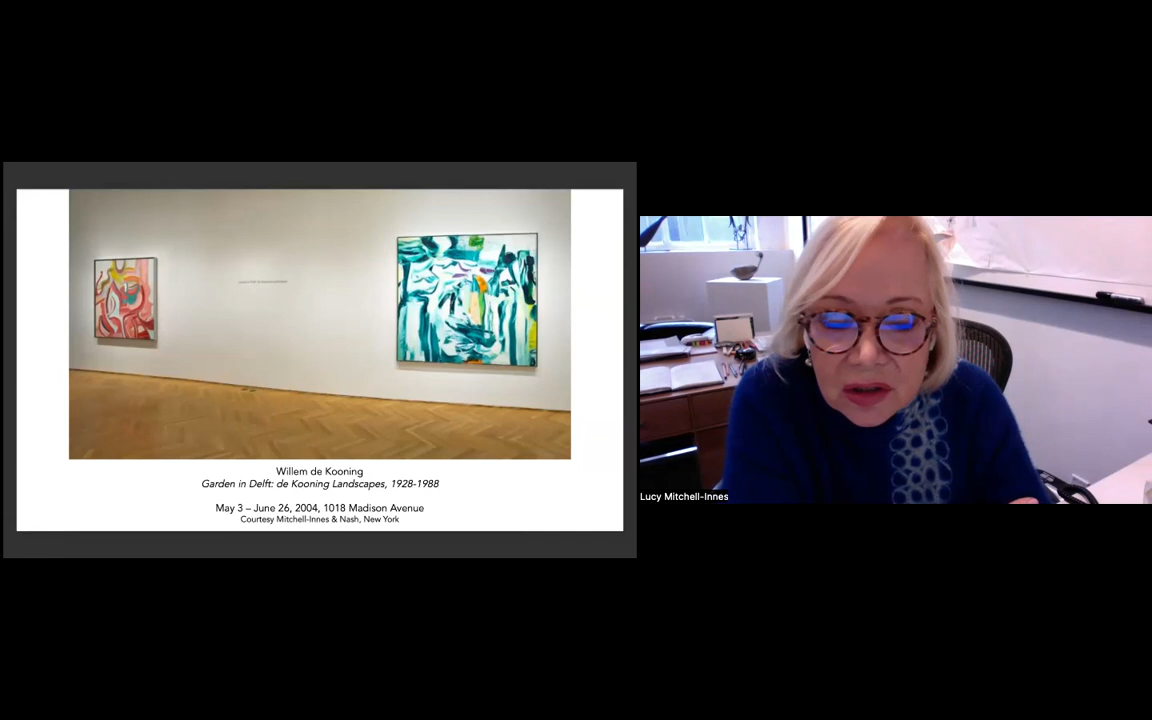 Willem de Kooning
Garden in Delft: de Kooning Landscapes, 1928-1988
May 3 – June 26, 2004, 1018 Madison Avenue
Courtesy Mitchell-Innes & Nash, New York
Lucy Mitchell-Innes